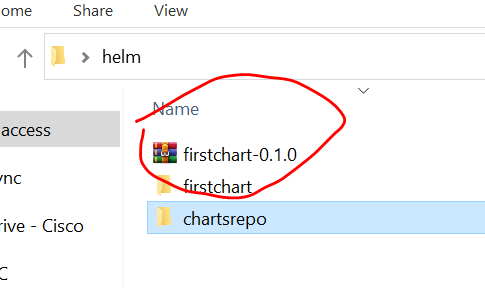 ome Share View
helm
Name
access
firstchart-0.1.0
ync
firstchart
chartsrepo
rive - Cisco
C